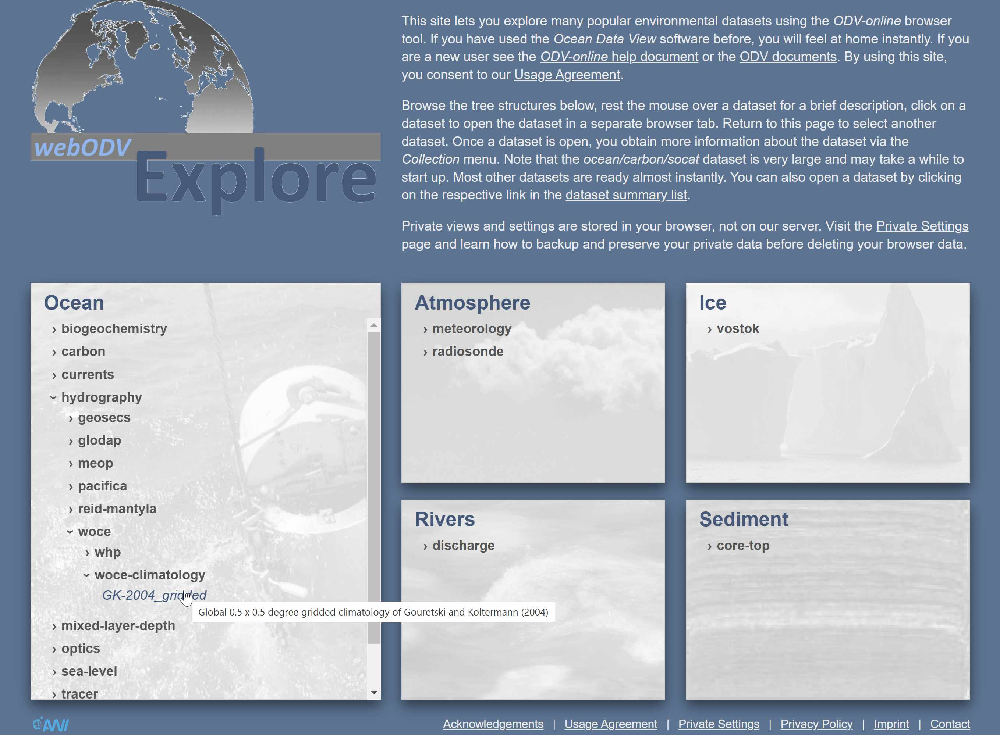 This site lets you explore many popular environmental datasets using the ODV-online browser
tool. If you have used the Ocean Data View software before, you will feel at home instantly. If you
are a new user see the ODV-online help document or the ODV documents. By using this site,
you consent to our Usage Agreement.
Browse the tree structures below, rest the mouse over a dataset for a brief description, click on a
dataset to open the dataset in a separate browser tab. Return to this page to select another
dataset. Once a dataset is open, you obtain more information about the dataset via the
Collection menu. Note that the ocean/carbon/socat dataset is very large and may take a while to
start up. Most other datasets are ready almost instantly. You can also open a dataset by clicking
on the respective link in the dataset summary list.
Private views and settings are stored in your browser, not on our server. Visit the Private Settings
page and learn how to backup and preserve your private data before deleting your browser data.
webODV
Explore
Ocean
› biogeochemistry
› carbon
› currents
hydrography
› geosecs
› glodap
› meop
› pacifica
› reid-mantyla
woce
› whp
woce-climatology
GK-2004_gridded
Global 0.5 x 0.5 degree gridded climatology of Gouretski and Koltermann (2004)
› mixed-layer-depth
› optics
› sea-level
› tracer
Atmosphere
› meteorology
› radiosonde
Ice
› vostok
Rivers
› discharge
Sediment
› core-top
AWI
Acknowledgements | Usage Agreement | Private Settings | Privacy Policy | Imprint | Contact